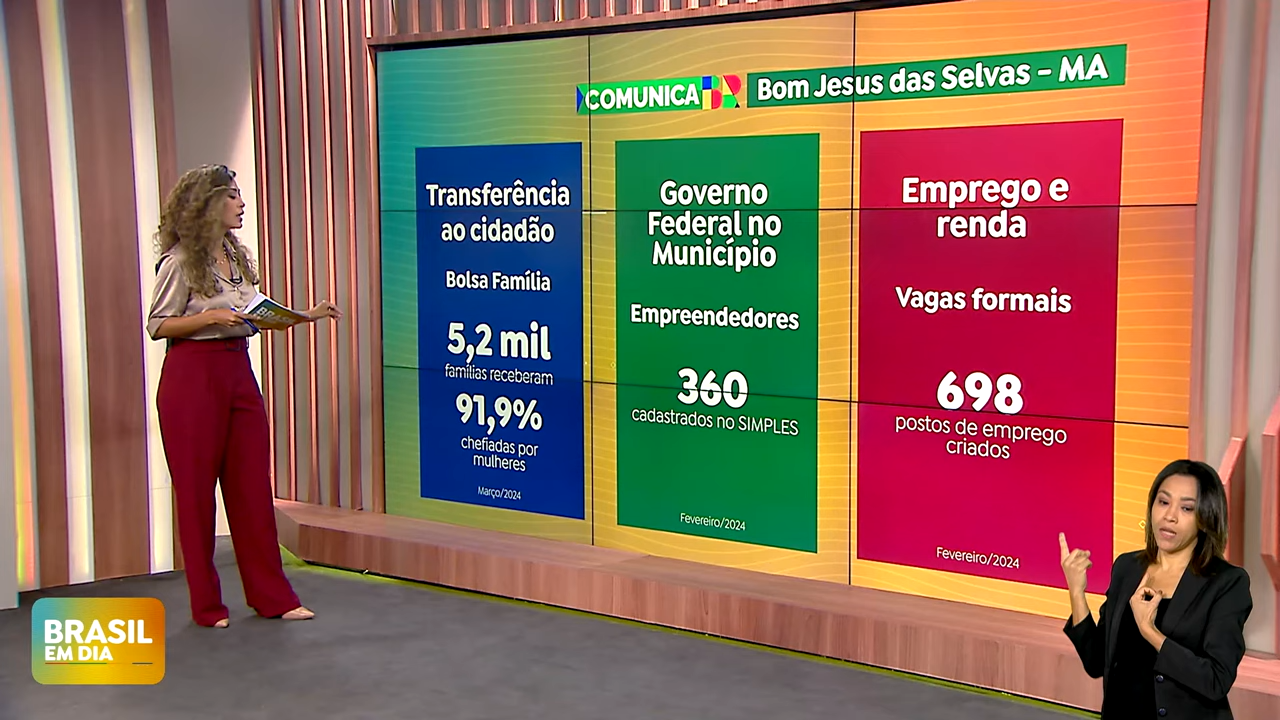 COMUNICA BR
Bom Jesus das Selvas - MA
Transferência
ao cidadão
Bolsa Família
5,2 mil
famílias receberam
91,9%
chefiadas por
mulheres
Março/2024
Governo
Federal no
Município
Empreendedores
360
cadastrados no SIMPLES
Fevereiro/2024
Emprego e
renda
Vagas formais
698
postos de emprego
criados
Fevereiro/2024
BRASIL
BRASIL
EM DIA